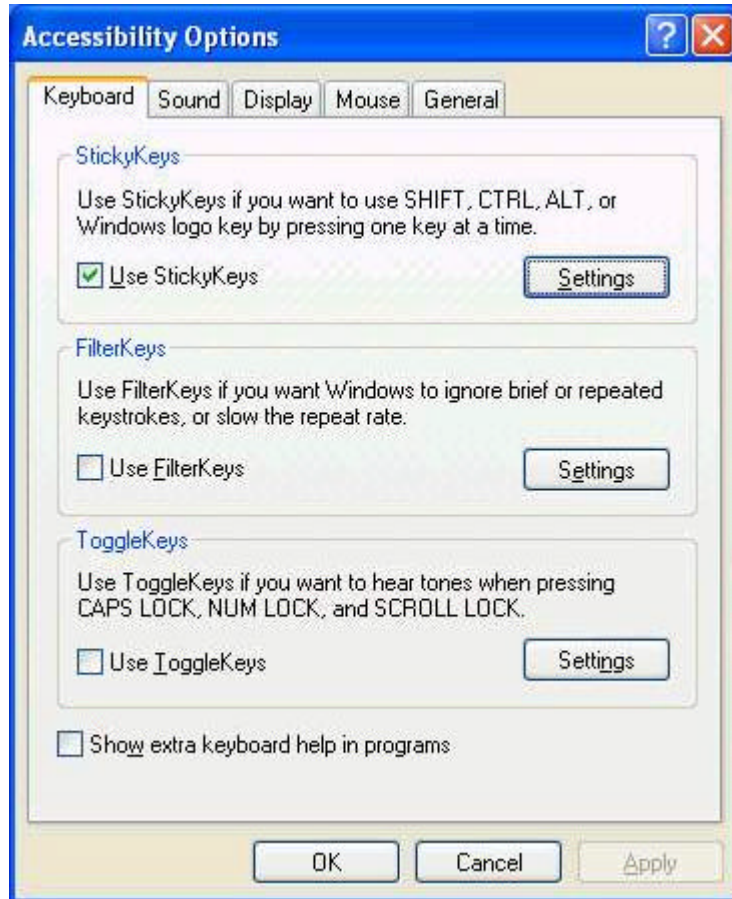 Accessibility Options
Keyboard Sound Display Mouse General
StickyKeys
Use StickyKeys if you want to use SHIFT, CTRL, ALT, or
Windows logo key by pressing one key at a time.
Use StickyKeys Settings
FilterKeys
Use FilterKeys if you want Windows to ignore brief or repeated
keystrokes, or slow the repeat rate.
Use FilterKeys Settings
ToggleKeys
Use ToggleKeys if you want to hear tones when pressing
CAPS LOCK, NUM LOCK, and SCROLL LOCK.
Use ToggleKeys Settings
Show extra keyboard help in programs
OK Cancel Apply